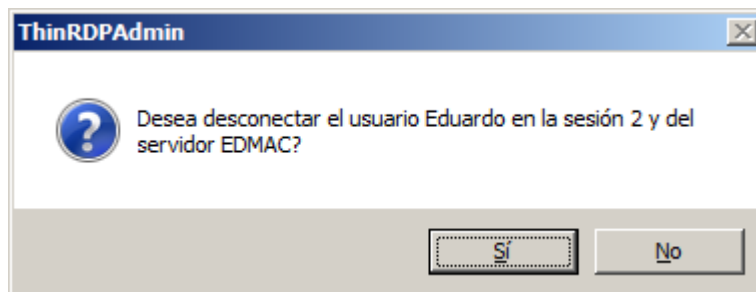 ThinRDPAdmin
Desea desconectar el usuario Eduardo en la sesión 2 y del
servidor EDMAC?
Sí
No